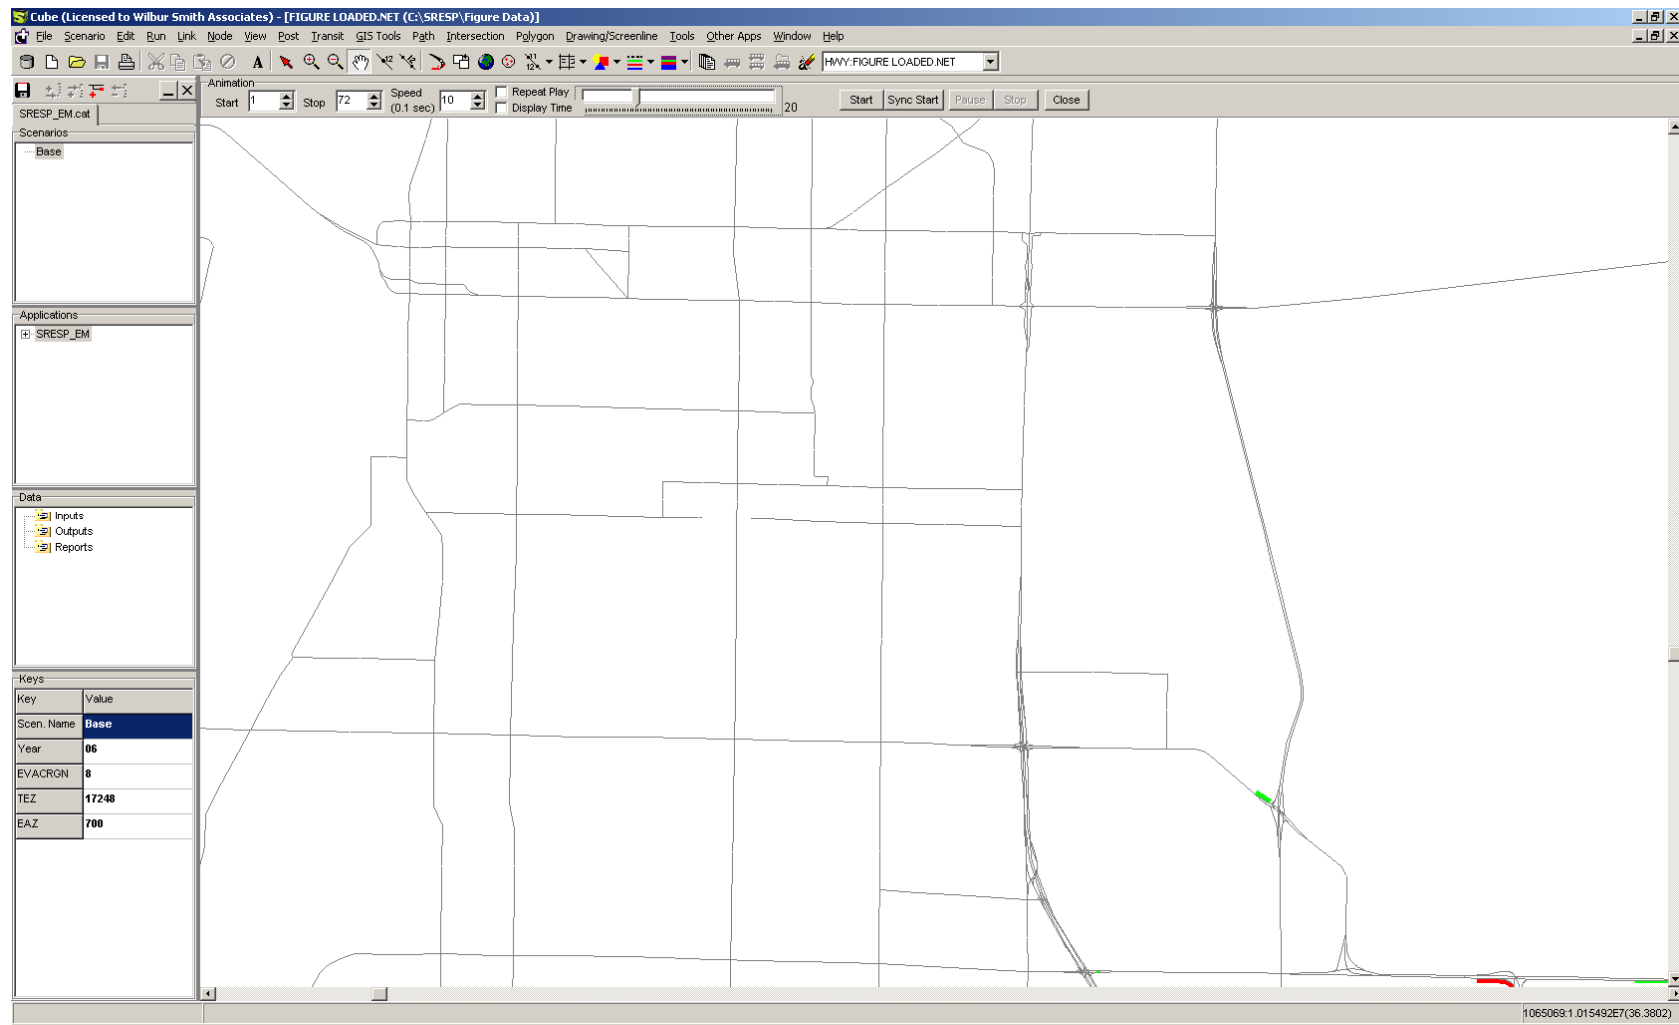 Cube (Licensed to Wilbur Smith Associates) - [FIGURE LOADED.NET (C:\SRESP\Figure Data)]
File Scenario Edit Run Link Node View Post Transit GIS Tools Path Intersection Polygon Drawing/Screenline Tools Other Apps Window Help
HWY:FIGURE LOADED.NET
Animation
Start 1 Stop 72 Speed (0.1 sec) 10 Repeat Play Display Time 20 Start Sync Start Pause Stop Close
SRESP_EM.cat
Scenarios
Base
Applications
SRESP_EM
Data
Inputs
Outputs
Reports
Keys
Key Value
Scen. Name Base
Year 06
EVACRGN 8
TEZ 17248
EAZ 700
1065069:1.015492E7(36.3802)